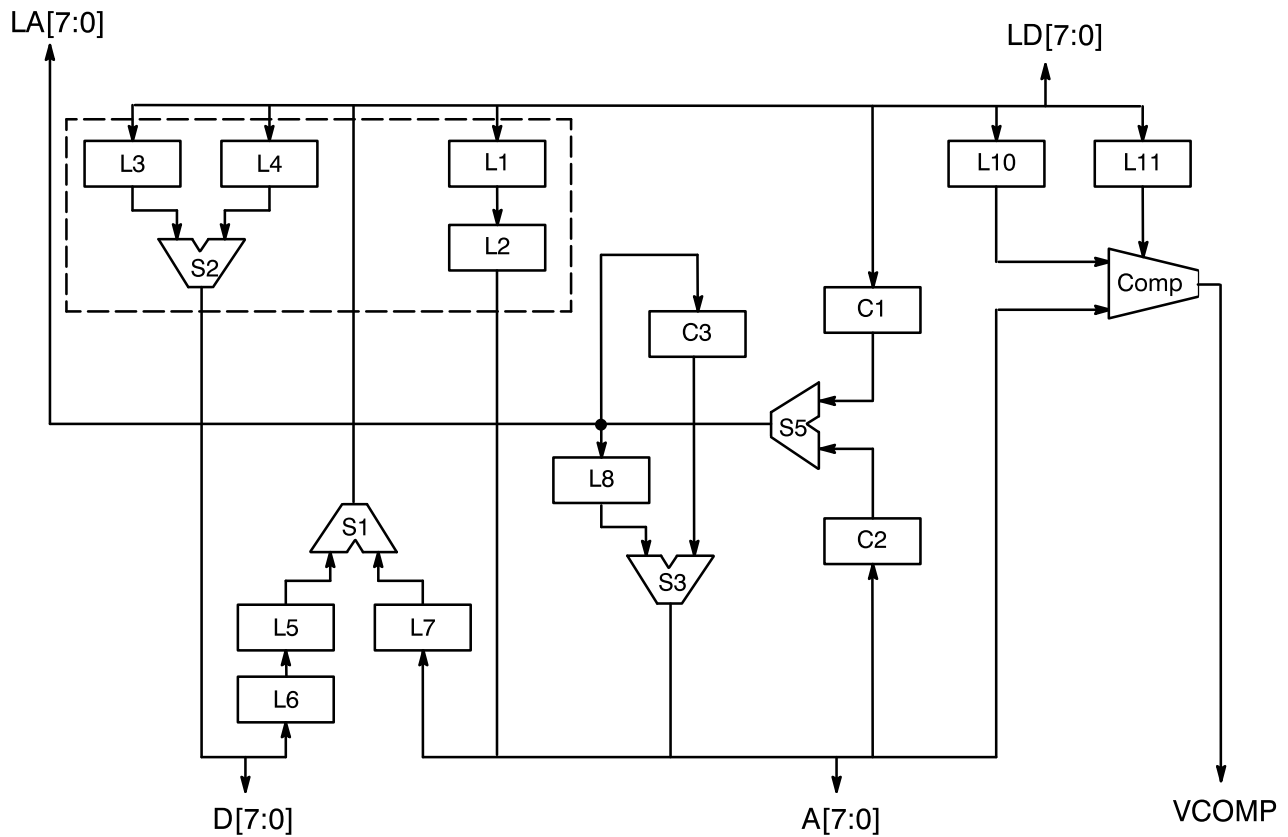 LA[7:0]
LD[7:0]
L3
L4
L1
L10
L11
L2
S2
Comp
C1
C3
S5
L8
S1
C2
S3
L5
L7
L6
D[7:0]
A[7:0]
VCOMP